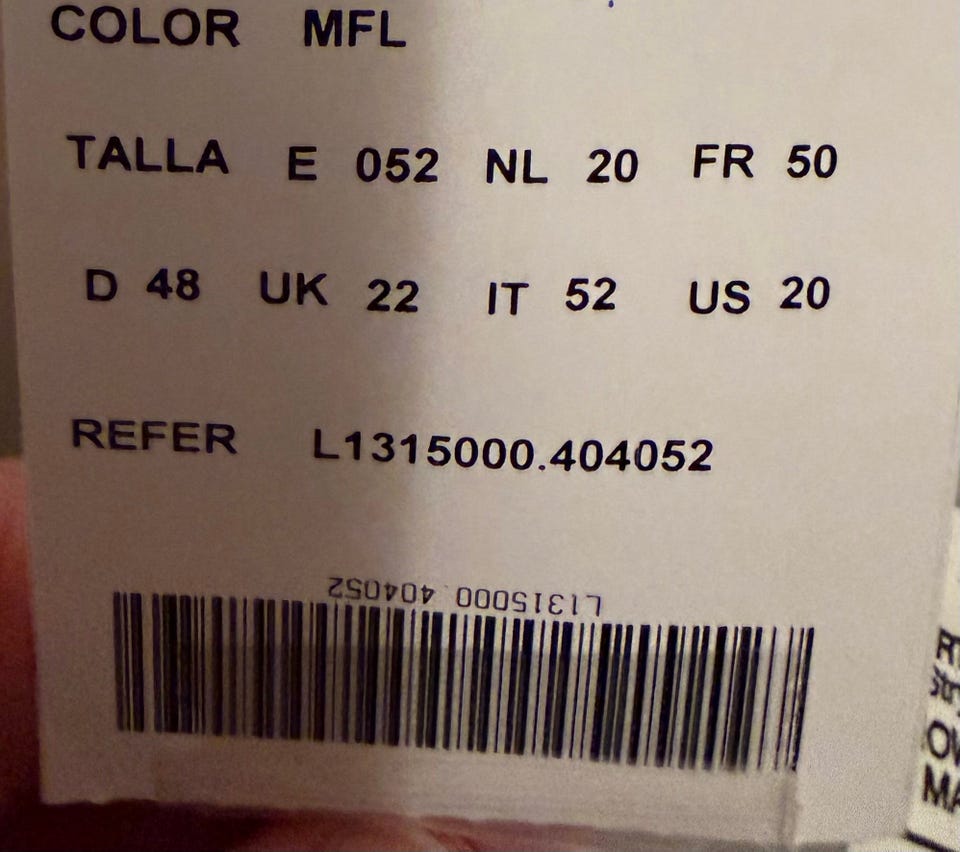 COLOR MFL
TALLA E 052 NL 20 FR 50
D 48 UK 22 IT 52 US 20
REFER L1315000.404052
L1315000 404052
MA